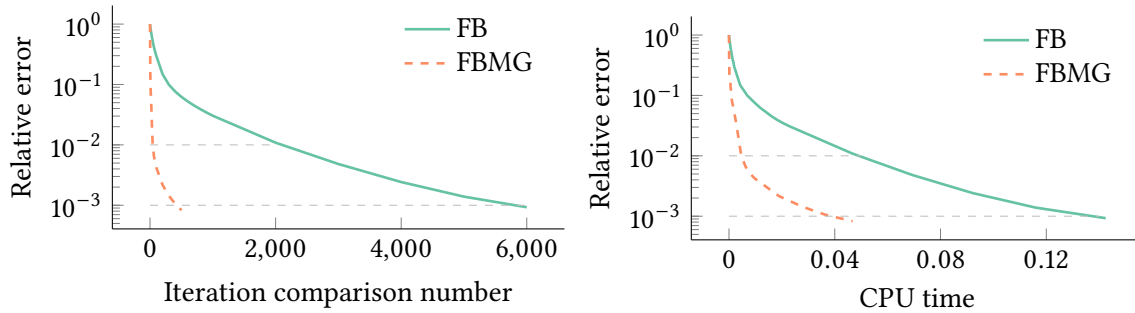 10^0
10^-1
10^-2
10^-3
Relative error
0
2,000
4,000
6,000
Iteration comparison number
FB
FBMG
10^0
10^-1
10^-2
10^-3
Relative error
0
0.04
0.08
0.12
CPU time
FB
FBMG